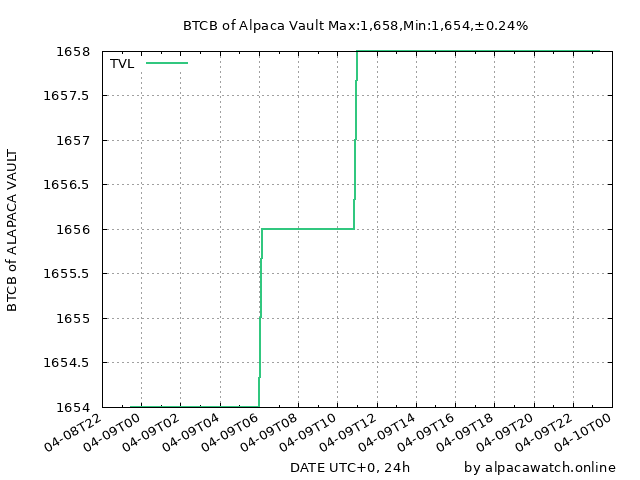 BTCB of Alpaca Vault Max:1,658,Min:1,654,±0.24%
TVL
BTCB of ALAPACA VAULT
1658
1657.5
1657
1656.5
1656
1655.5
1655
1654.5
1654
04-08T22
04-09T00
04-09T02
04-09T04
04-09T06
04-09T08
04-09T10
04-09T12
04-09T14
04-09T16
04-09T18
04-09T20
04-09T22
04-10T00
DATE UTC+0, 24h
by alpacawatch.online